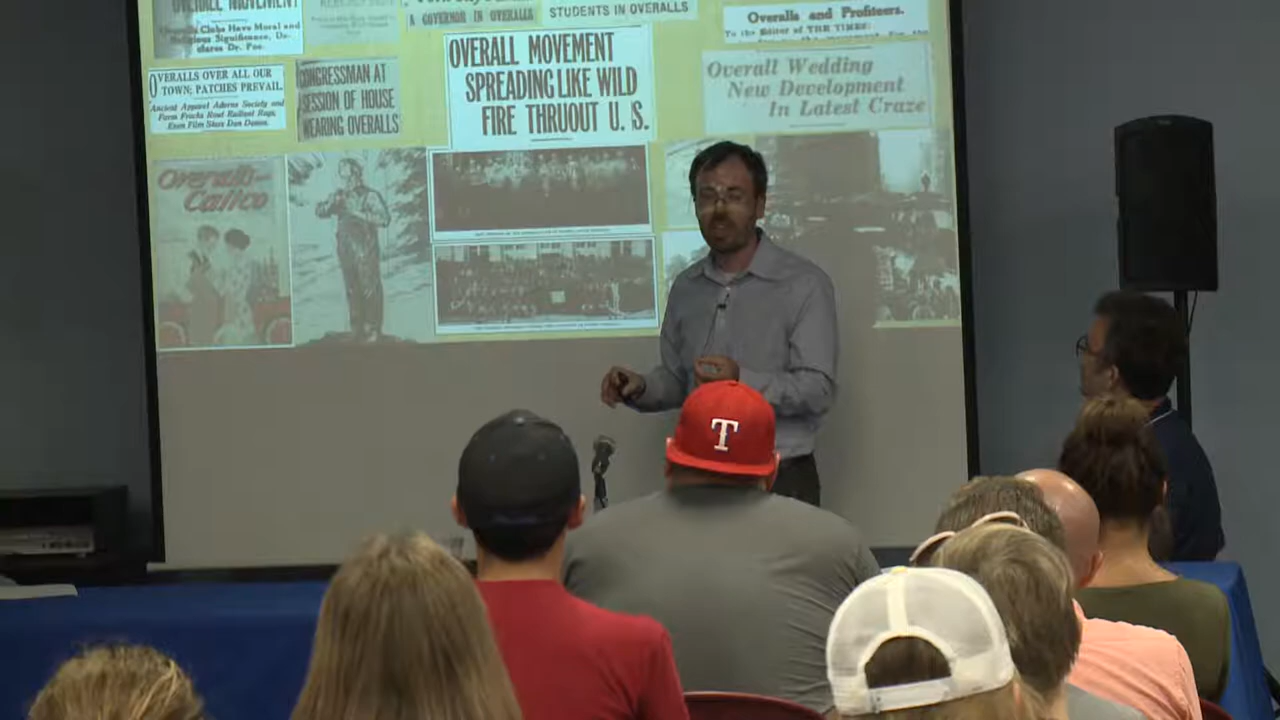 OVERALL MOVEMENT
Clubs Have Moral and
Religious Significance, De-
clares Dr. Poe.
A GOVERNOR IN OVERALLS
STUDENTS IN OVERALLS
Overalls and Profiteers.
To the Editor of THE TIMES:
OVERALLS OVER ALL OUR
TOWN; PATCHES PREVAIL.
Ancient Apparel Adorns Society and
Farm Frocks Rout Radiant Rags,
Even Film Stars Don Denim.
CONGRESSMAN AT
SESSION OF HOUSE
WEARING OVERALLS
OVERALL MOVEMENT
SPREADING LIKE WILD
FIRE THRUOUT U. S.
Overall Wedding
New Development
In Latest Craze
Overalls
Calico
T